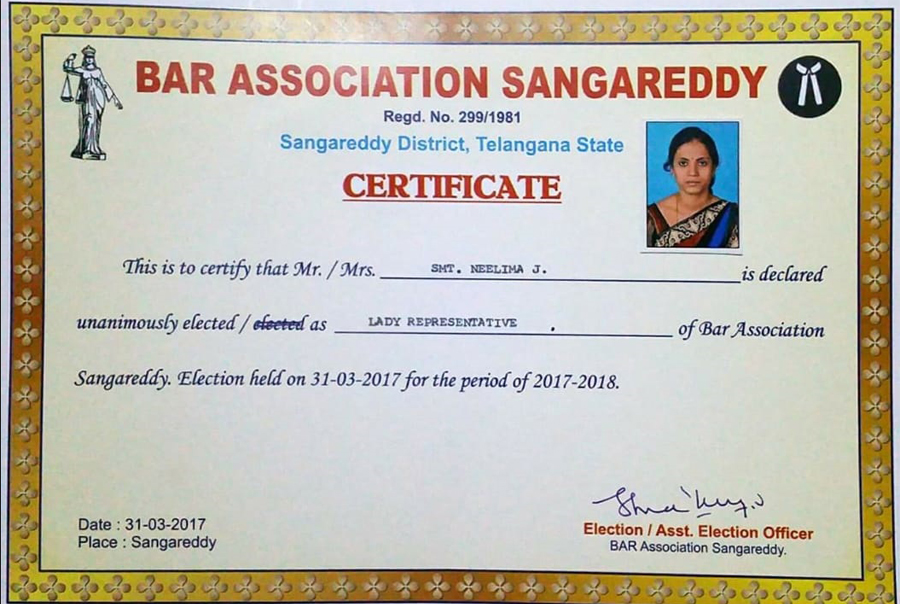 BAR ASSOCIATION SANGAREDDY
Regd. No. 299/1981
Sangareddy District, Telangana State
CERTIFICATE
This is to certify that Mr. / Mrs. SMT. NEELIMA J. is declared
unanimously elected / elected as LADY REPRESENTATIVE . of Bar Association
Sangareddy. Election held on 31-03-2017 for the period of 2017-2018.
Date : 31-03-2017
Place : Sangareddy
Election / Asst. Election Officer
BAR Association Sangareddy.